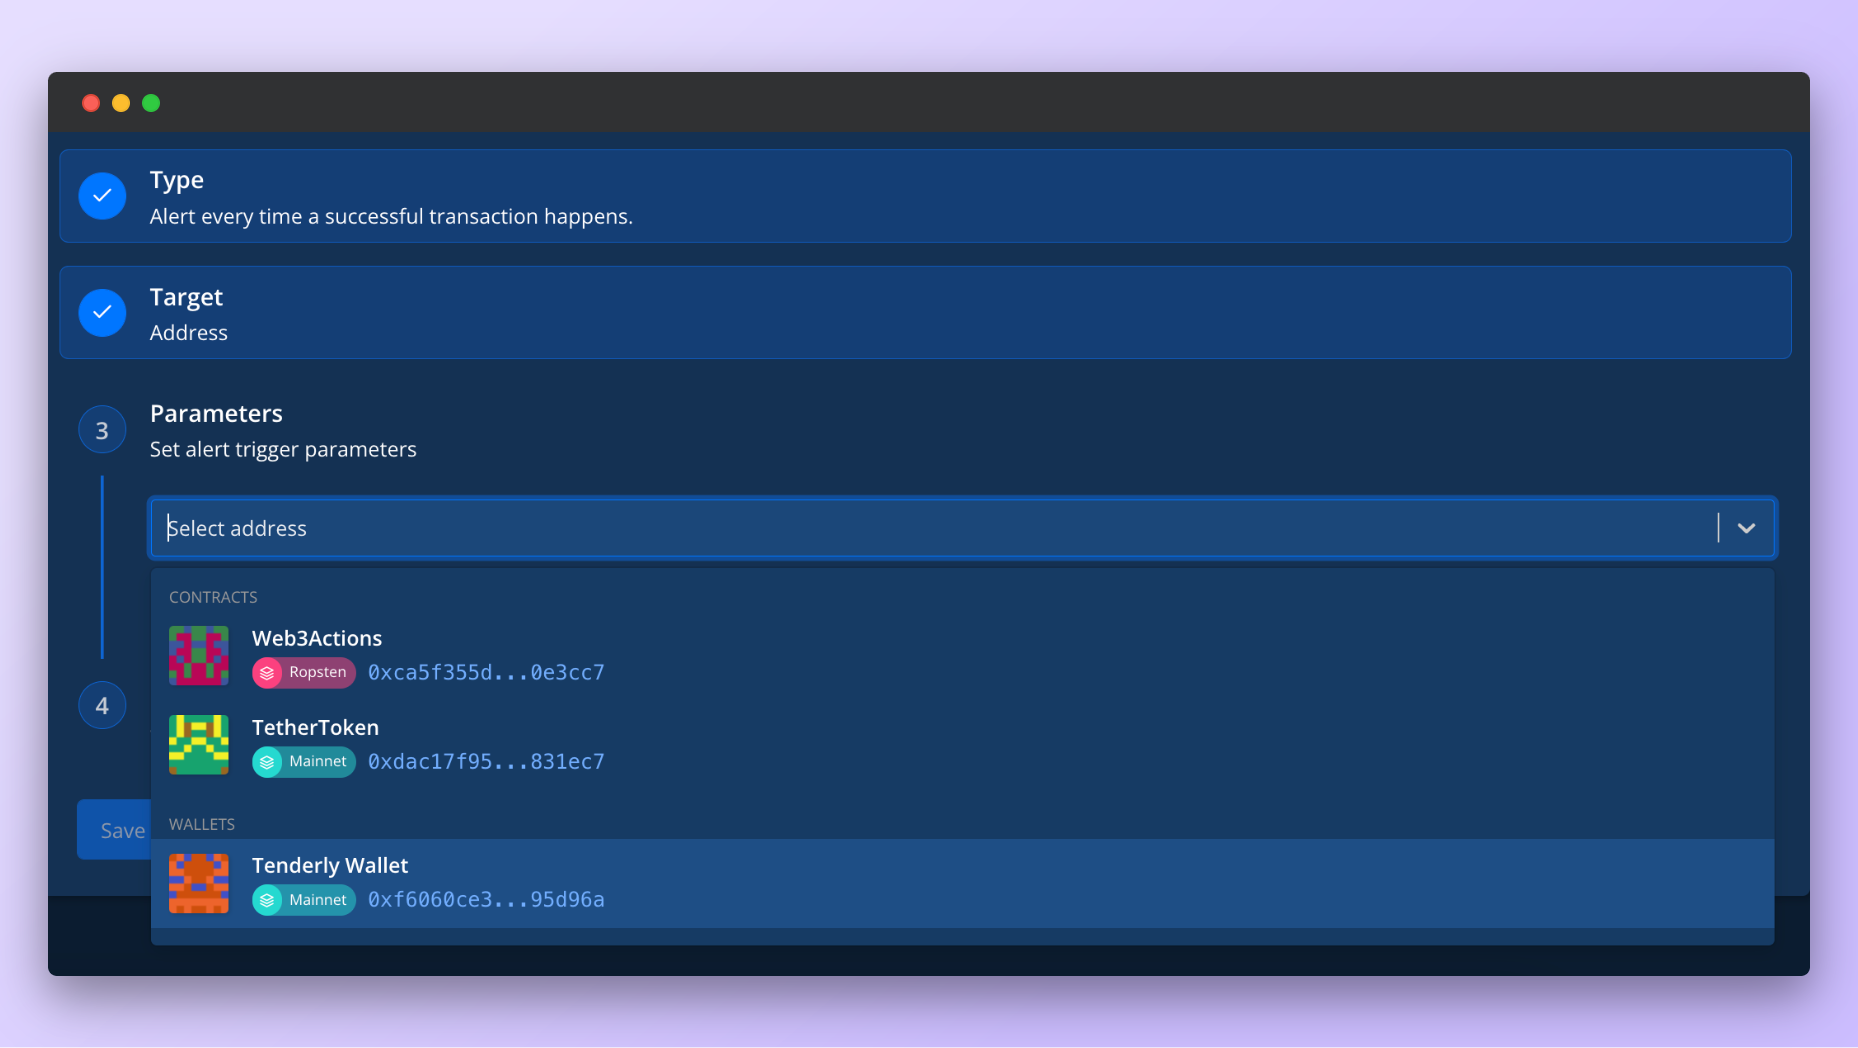 Type
Alert every time a successful transaction happens.
Target
Address
3
Parameters
Set alert trigger parameters
Select address
CONTRACTS
Web3Actions
Ropsten 0xca5f355d...0e3cc7
TetherToken
Mainnet 0xdac17f95...831ec7
4
WALLETS
Save
Tenderly Wallet
Mainnet 0xf6060ce3...95d96a